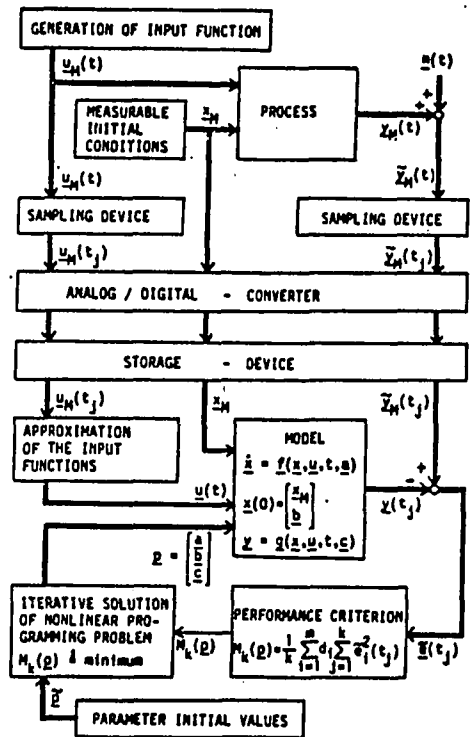 GENERATION OF INPUT FUNCTION
u_M(t)
n(t)
MEASURABLE
INITIAL
CONDITIONS
x_M
PROCESS
+
+
y_M(t)
u_M(t)
ỹ_M(t)
SAMPLING DEVICE
SAMPLING DEVICE
u_M(t_j)
ỹ_M(t_j)
ANALOG / DIGITAL - CONVERTER
STORAGE - DEVICE
u_M(t_j)
x_M
ỹ_M(t_j)
APPROXIMATION
OF THE INPUT
FUNCTIONS
MODEL
ẋ = f(x,u,t,a)
x(0) = [x_M b]
y = g(x,u,t,c)
u(t)
+
-
y(t_j)
p = [a b c]
ITERATIVE SOLUTION
OF NONLINEAR PRO-
GRAMMING PROBLEM
M_k(p) ! minimum
M_k(p)
PERFORMANCE CRITERION
M_k(p) = 1/k Σ_{i=1}^{m} d_i Σ_{j=1}^{k} ẽ_i²(t_j)
ẽ(t_j)
p̃
PARAMETER INITIAL VALUES